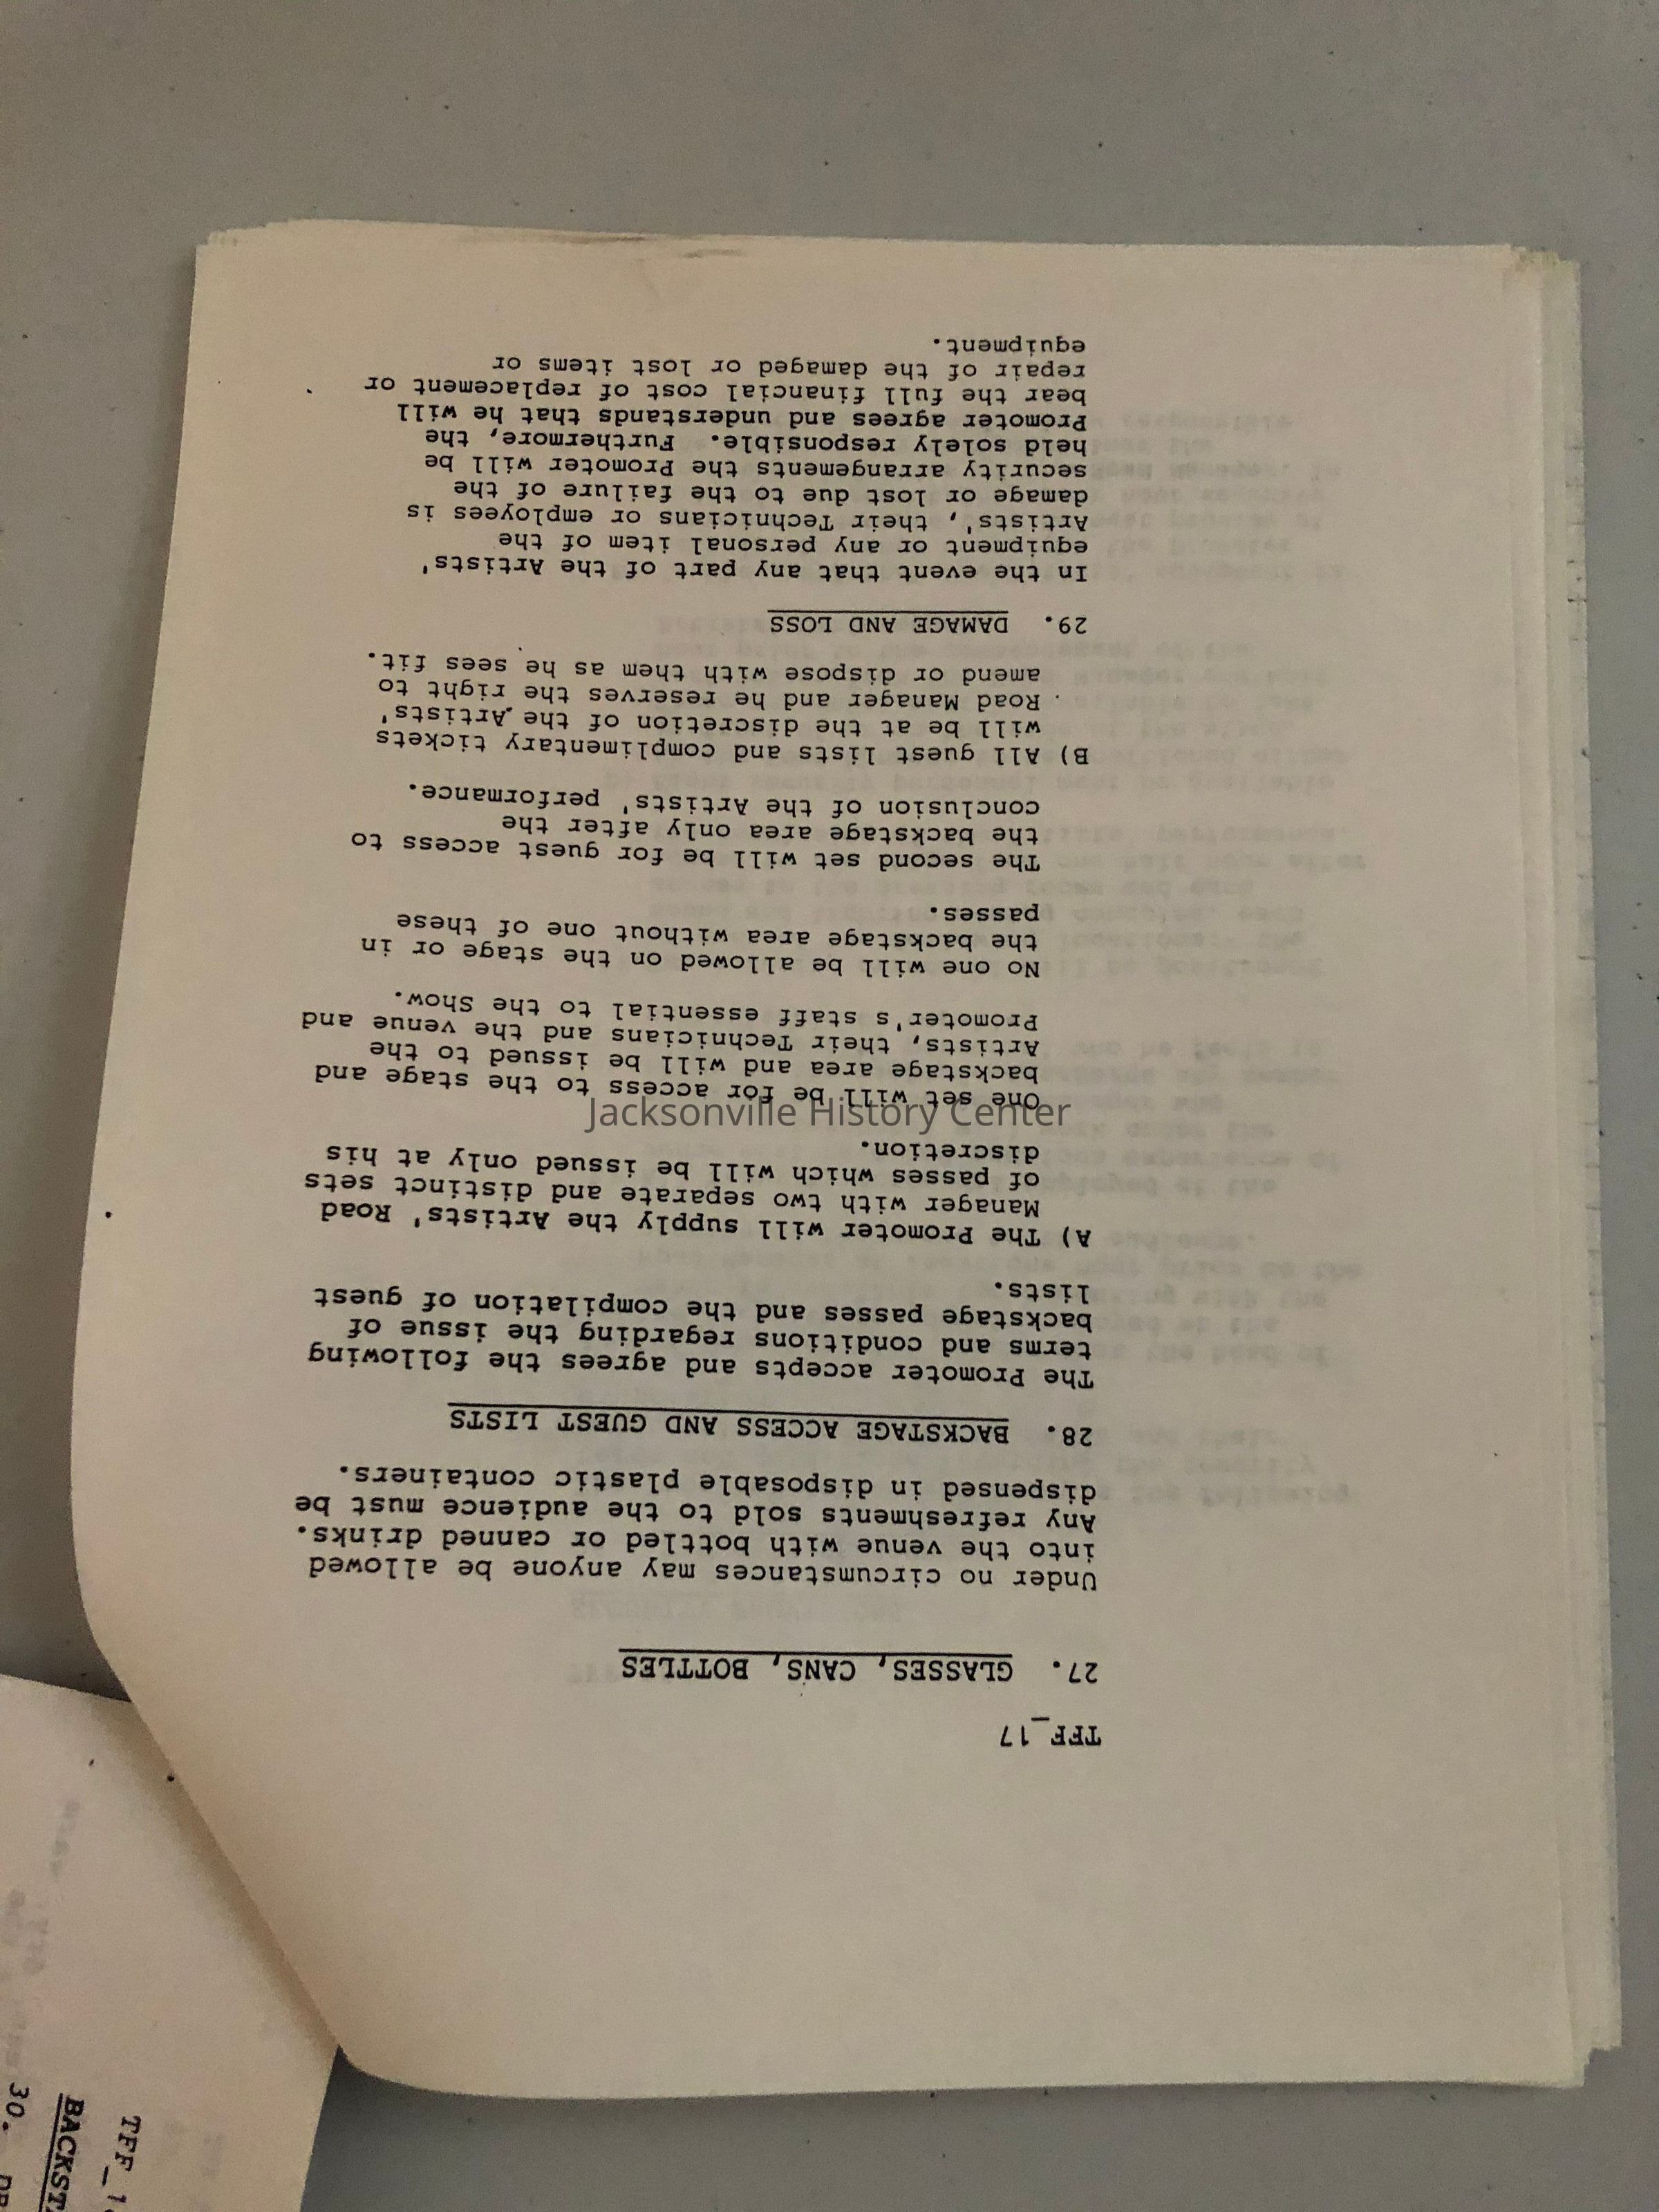 TFF_17
27. GLASSES, CANS, BOTTLES
Under no circumstances may anyone be allowed
into the venue with bottled or canned drinks.
Any refreshments sold to the audience must be
dispensed in disposable plastic containers.
28. BACKSTAGE ACCESS AND GUEST LISTS
The Promoter accepts and agrees the following
terms and conditions regarding the issue of
backstage passes and the compilation of guest
lists.
A) The Promoter will supply the Artists' Road
Manager with two separate and distinct sets
of passes which will be issued only at his
discretion.
One set will be for access to the stage and
backstage area and will be issued to the
Artists, their Technicians and the venue and
Promoter's staff essential to the Show.
No one will be allowed on the stage or in
the backstage area without one of these
passes.
The second set will be for guest access to
the backstage area only after the
conclusion of the Artists' performance.
B) All guest lists and complimentary tickets
will be at the discretion of the Artists'
Road Manager and he reserves the right to
amend or dispose with them as he sees fit.
29. DAMAGE AND LOSS
In the event that any part of the Artists'
equipment or any personal item of the
Artists', their Technicians or employees is
damage or lost due to the failure of the
security arrangements the Promoter will be
held solely responsible. Furthermore, the
Promoter agrees and understands that he will
bear the full financial cost of replacement or
repair of the damaged or lost items or
equipment.
Jacksonville History Center
TFF_1
BACKST
30.